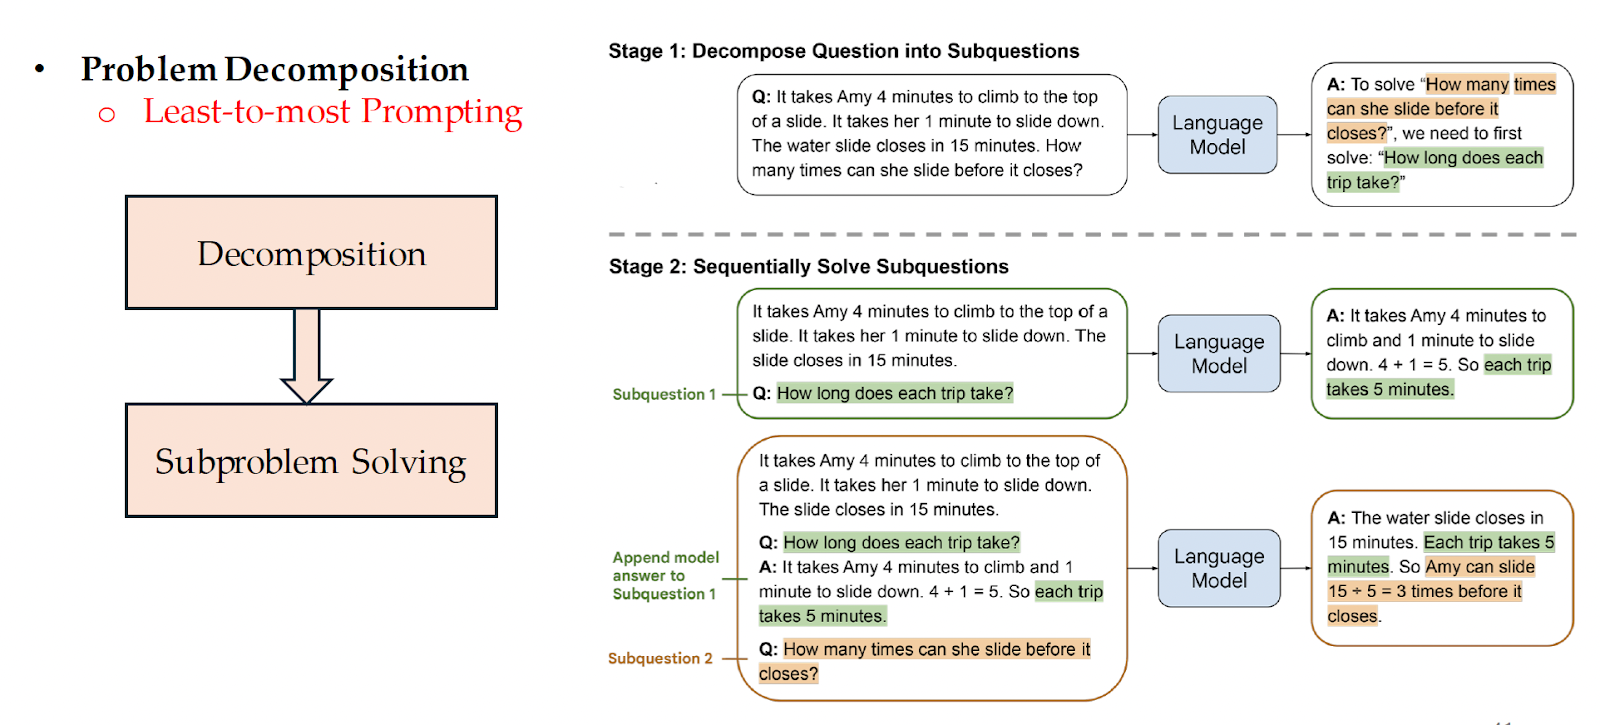 • Problem Decomposition
o Least-to-most Prompting
Decomposition
Subproblem Solving
Stage 1: Decompose Question into Subquestions
Q: It takes Amy 4 minutes to climb to the top
of a slide. It takes her 1 minute to slide down.
The water slide closes in 15 minutes. How
many times can she slide before it closes?
Language
Model
A: To solve “How many times
can she slide before it
closes?”, we need to first
solve: “How long does each
trip take?”
Stage 2: Sequentially Solve Subquestions
It takes Amy 4 minutes to climb to the top of a
slide. It takes her 1 minute to slide down. The
slide closes in 15 minutes.
Subquestion 1
Q: How long does each trip take?
Language
Model
A: It takes Amy 4 minutes to
climb and 1 minute to slide
down. 4 + 1 = 5. So each trip
takes 5 minutes.
It takes Amy 4 minutes to climb to the top of
a slide. It takes her 1 minute to slide down.
The slide closes in 15 minutes.
Q: How long does each trip take?
Append model
answer to
Subquestion 1
A: It takes Amy 4 minutes to climb and 1
minute to slide down. 4 + 1 = 5. So each trip
takes 5 minutes.
Subquestion 2
Q: How many times can she slide before it
closes?
Language
Model
A: The water slide closes in
15 minutes. Each trip takes 5
minutes. So Amy can slide
15 ÷ 5 = 3 times before it
closes.